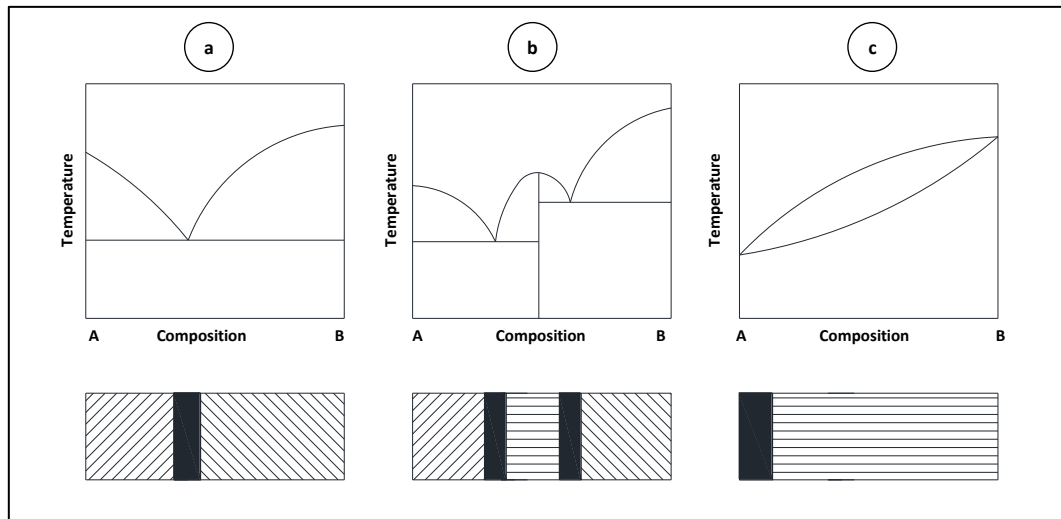 a
b
c
Temperature
Temperature
Temperature
A Composition B
A Composition B
A Composition B